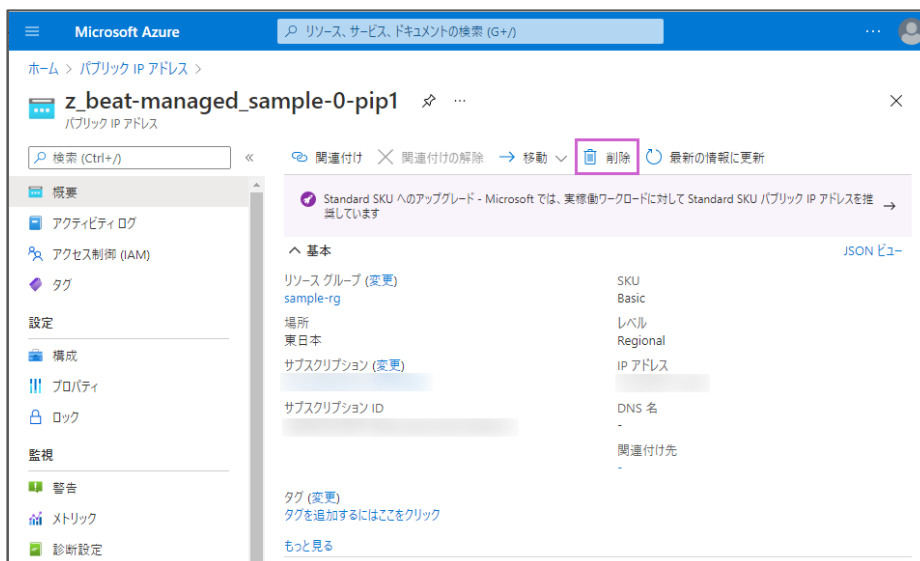 Microsoft Azure
リソース、サービス、ドキュメントの検索 (G+/)
ホーム > パブリック IP アドレス >
z_beat-managed_sample-0-pip1
パブリック IP アドレス
検索 (Ctrl+/)
概要
アクティビティ ログ
アクセス制御 (IAM)
タグ
設定
構成
プロパティ
ロック
監視
警告
メトリック
診断設定
関連付け 関連付けの解除 移動 削除 最新の情報に更新
Standard SKU へのアップグレード - Microsoft では、実稼働ワークロードに対して Standard SKU パブリック IP アドレスを推
奨しています
基本
JSON ビュー
リソース グループ (変更)
sample-rg
場所
東日本
サブスクリプション (変更)
サブスクリプション ID
SKU
Basic
レベル
Regional
IP アドレス
DNS 名
-
関連付け先
-
タグ (変更)
タグを追加するにはここをクリック
もっと見る